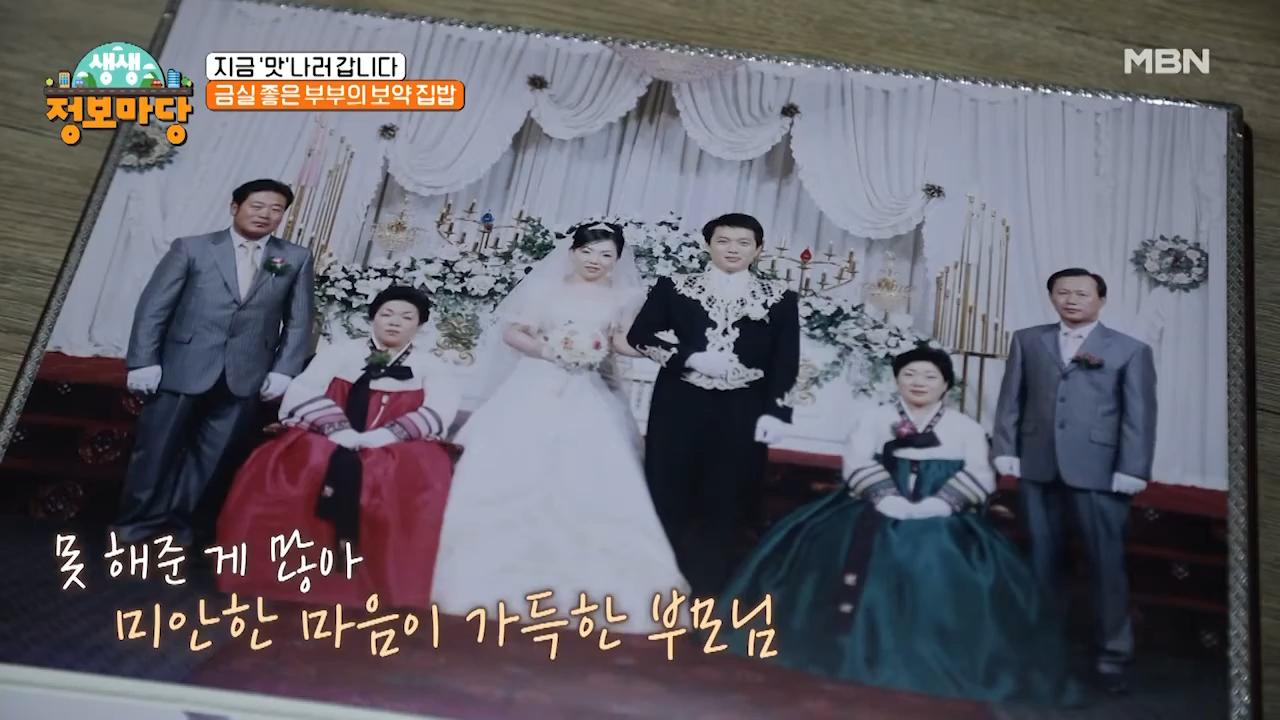 생생
정보마당
지금 '맛'나러 갑니다
금실 좋은 부부의 보약 집밥
MBN
못 해준 게 많아
미안한 마음이 가득한 부모님